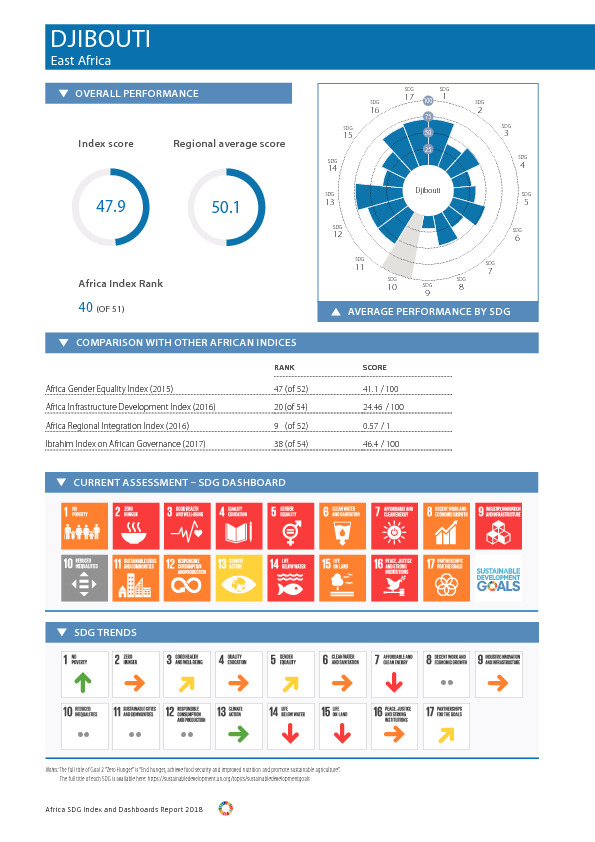 DJIBOUTI
East Africa
OVERALL PERFORMANCE
Index score
Regional average score
47.9
50.1
Africa Index Rank
40 (OF 51)
SDG 1
SDG 2
SDG 3
SDG 4
SDG 5
SDG 6
SDG 7
SDG 8
SDG 9
SDG 10
SDG 11
SDG 12
SDG 13
SDG 14
SDG 15
SDG 16
SDG 17
100
75
50
25
Djibouti
AVERAGE PERFORMANCE BY SDG
COMPARISON WITH OTHER AFRICAN INDICES
RANK SCORE
Africa Gender Equality Index (2015) 47 (of 52) 41.1 / 100
Africa Infrastructure Development Index (2016) 20 (of 54) 24.46 / 100
Africa Regional Integration Index (2016) 9 (of 52) 0.57 / 1
Ibrahim Index on African Governance (2017) 38 (of 54) 46.4 / 100
CURRENT ASSESSMENT – SDG DASHBOARD
1 NO POVERTY
2 ZERO HUNGER
3 GOOD HEALTH AND WELL-BEING
4 QUALITY EDUCATION
5 GENDER EQUALITY
6 CLEAN WATER AND SANITATION
7 AFFORDABLE AND CLEAN ENERGY
8 DECENT WORK AND ECONOMIC GROWTH
9 INDUSTRY, INNOVATION AND INFRASTRUCTURE
10 REDUCED INEQUALITIES
11 SUSTAINABLE CITIES AND COMMUNITIES
12 RESPONSIBLE CONSUMPTION AND PRODUCTION
13 CLIMATE ACTION
14 LIFE BELOW WATER
15 LIFE ON LAND
16 PEACE, JUSTICE AND STRONG INSTITUTIONS
17 PARTNERSHIPS FOR THE GOALS
SUSTAINABLE
DEVELOPMENT
GOALS
SDG TRENDS
1 NO POVERTY
2 ZERO HUNGER
3 GOOD HEALTH AND WELL-BEING
4 QUALITY EDUCATION
5 GENDER EQUALITY
6 CLEAN WATER AND SANITATION
7 AFFORDABLE AND CLEAN ENERGY
8 DECENT WORK AND ECONOMIC GROWTH
9 INDUSTRY, INNOVATION AND INFRASTRUCTURE
10 REDUCED INEQUALITIES
11 SUSTAINABLE CITIES AND COMMUNITIES
12 RESPONSIBLE CONSUMPTION AND PRODUCTION
13 CLIMATE ACTION
14 LIFE BELOW WATER
15 LIFE ON LAND
16 PEACE, JUSTICE AND STRONG INSTITUTIONS
17 PARTNERSHIPS FOR THE GOALS
Notes: The full title of Goal 2 "Zero Hunger" is "End hunger, achieve food security and improved nutrition and promote sustainable agriculture".
The full title of each SDG is available here: https://sustainabledevelopment.un.org/topics/sustainabledevelopmentgoals
Africa SDG Index and Dashboards Report 2018